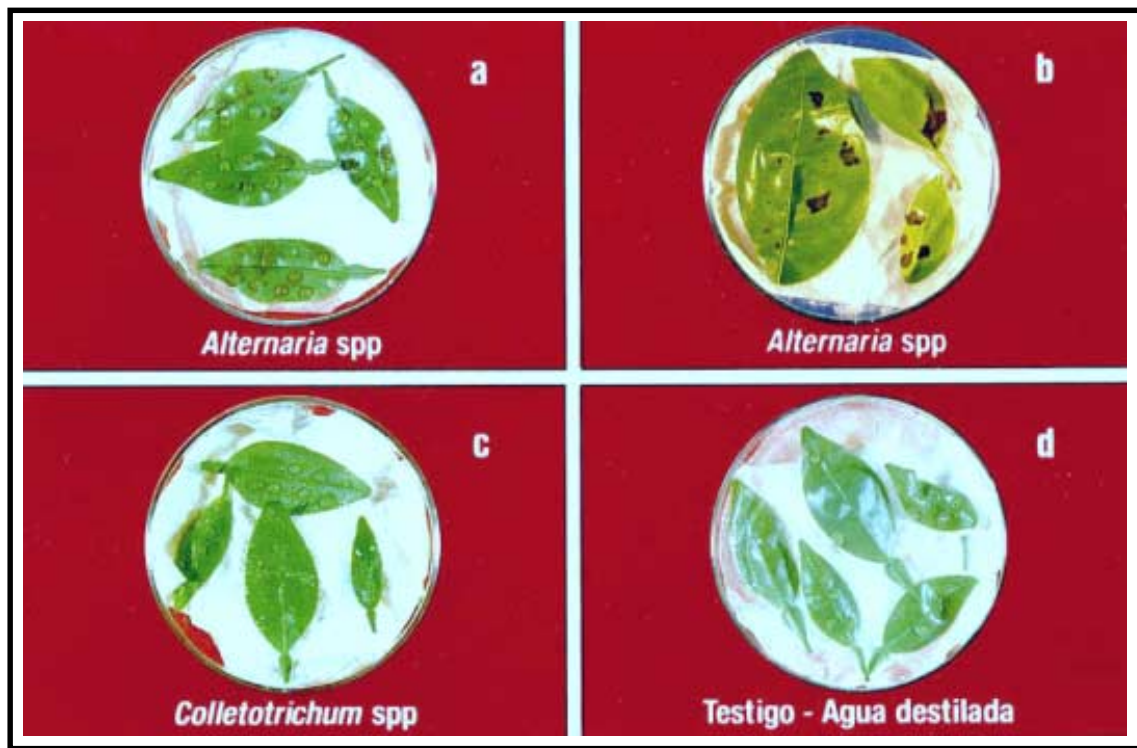 a
b
Alternaria spp
Alternaria spp
c
d
Colletotrichum spp
Testigo - Agua destilada